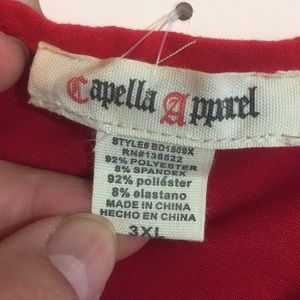 Capella Apparel
STYLE# BD1809X
RN#138822
92% POLYESTER
8% SPANDEX
92% poliéster
8% elastano
MADE IN CHINA
HECHO EN CHINA
3XL